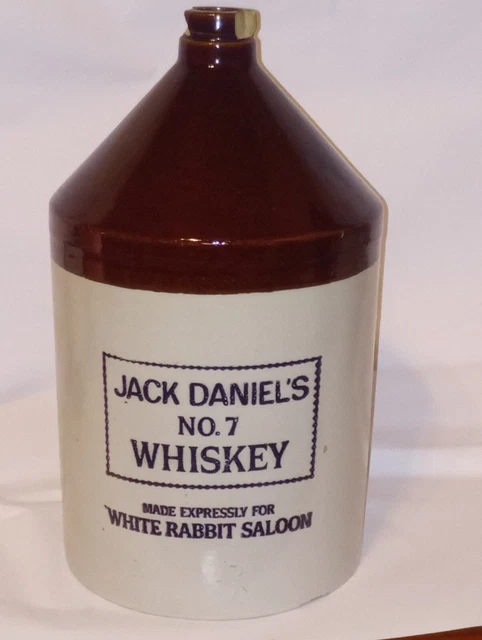 JACK DANIEL'S
NO. 7
WHISKEY
MADE EXPRESSLY FOR
WHITE RABBIT SALOON